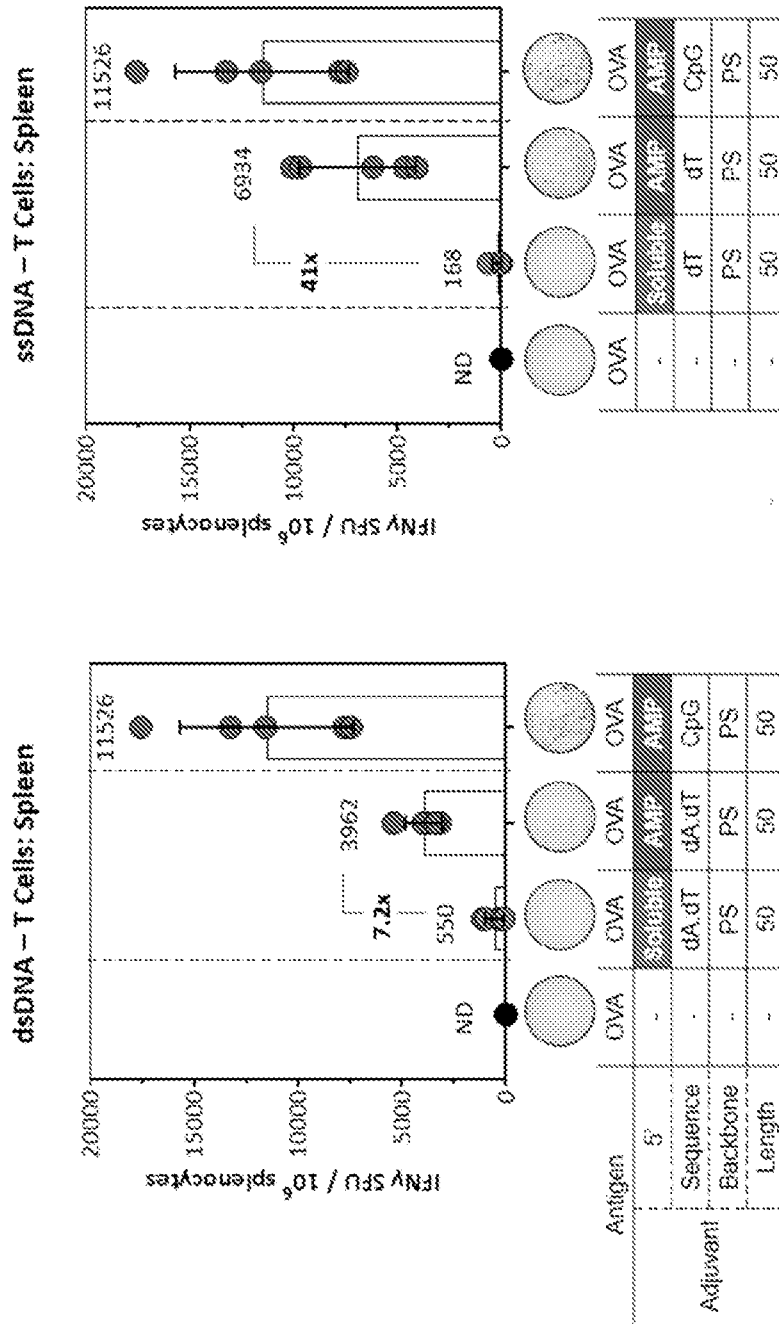 dsDNA – T Cells: Spleen
IFNγ SFU / 10⁶ splenocytes
20000
15000
10000
5000
0
ND
550
7.2x
3962
11526
Antigen OVA OVA OVA OVA
Adjuvant
5' - Soluble AMP AMP
Sequence - dA:dT dA:dT CpG
Backbone - PS PS PS
Length - 50 50 50
ssDNA – T Cells: Spleen
IFNγ SFU / 10⁶ splenocytes
20000
15000
10000
5000
0
ND
168
41x
6934
11526
OVA OVA OVA OVA
- Soluble AMP AMP
- dT dT CpG
- PS PS PS
- 50 50 50